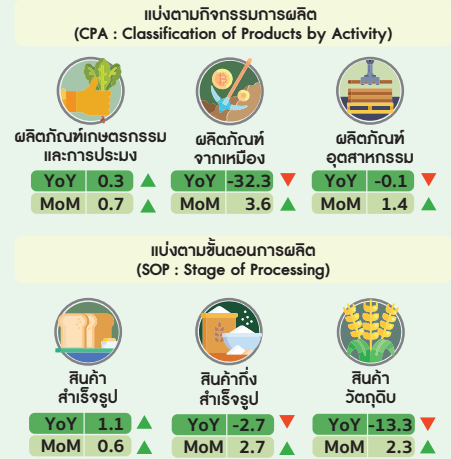 แบ่งตามกิจกรรมการผลิต
(CPA : Classification of Products by Activity)
ผลิตภัณฑ์เกษตรกรรม
และการประมง
YoY 0.3
MoM 0.7
ผลิตภัณฑ์
จากเหมือง
YoY -32.3
MoM 3.6
ผลิตภัณฑ์
อุตสาหกรรม
YoY -0.1
MoM 1.4
แบ่งตามขั้นตอนการผลิต
(SOP : Stage of Processing)
สินค้า
สำเร็จรูป
YoY 1.1
MoM 0.6
สินค้ากึ่ง
สำเร็จรูป
YoY -2.7
MoM 2.7
สินค้า
วัตถุดิบ
YoY -13.3
MoM 2.3